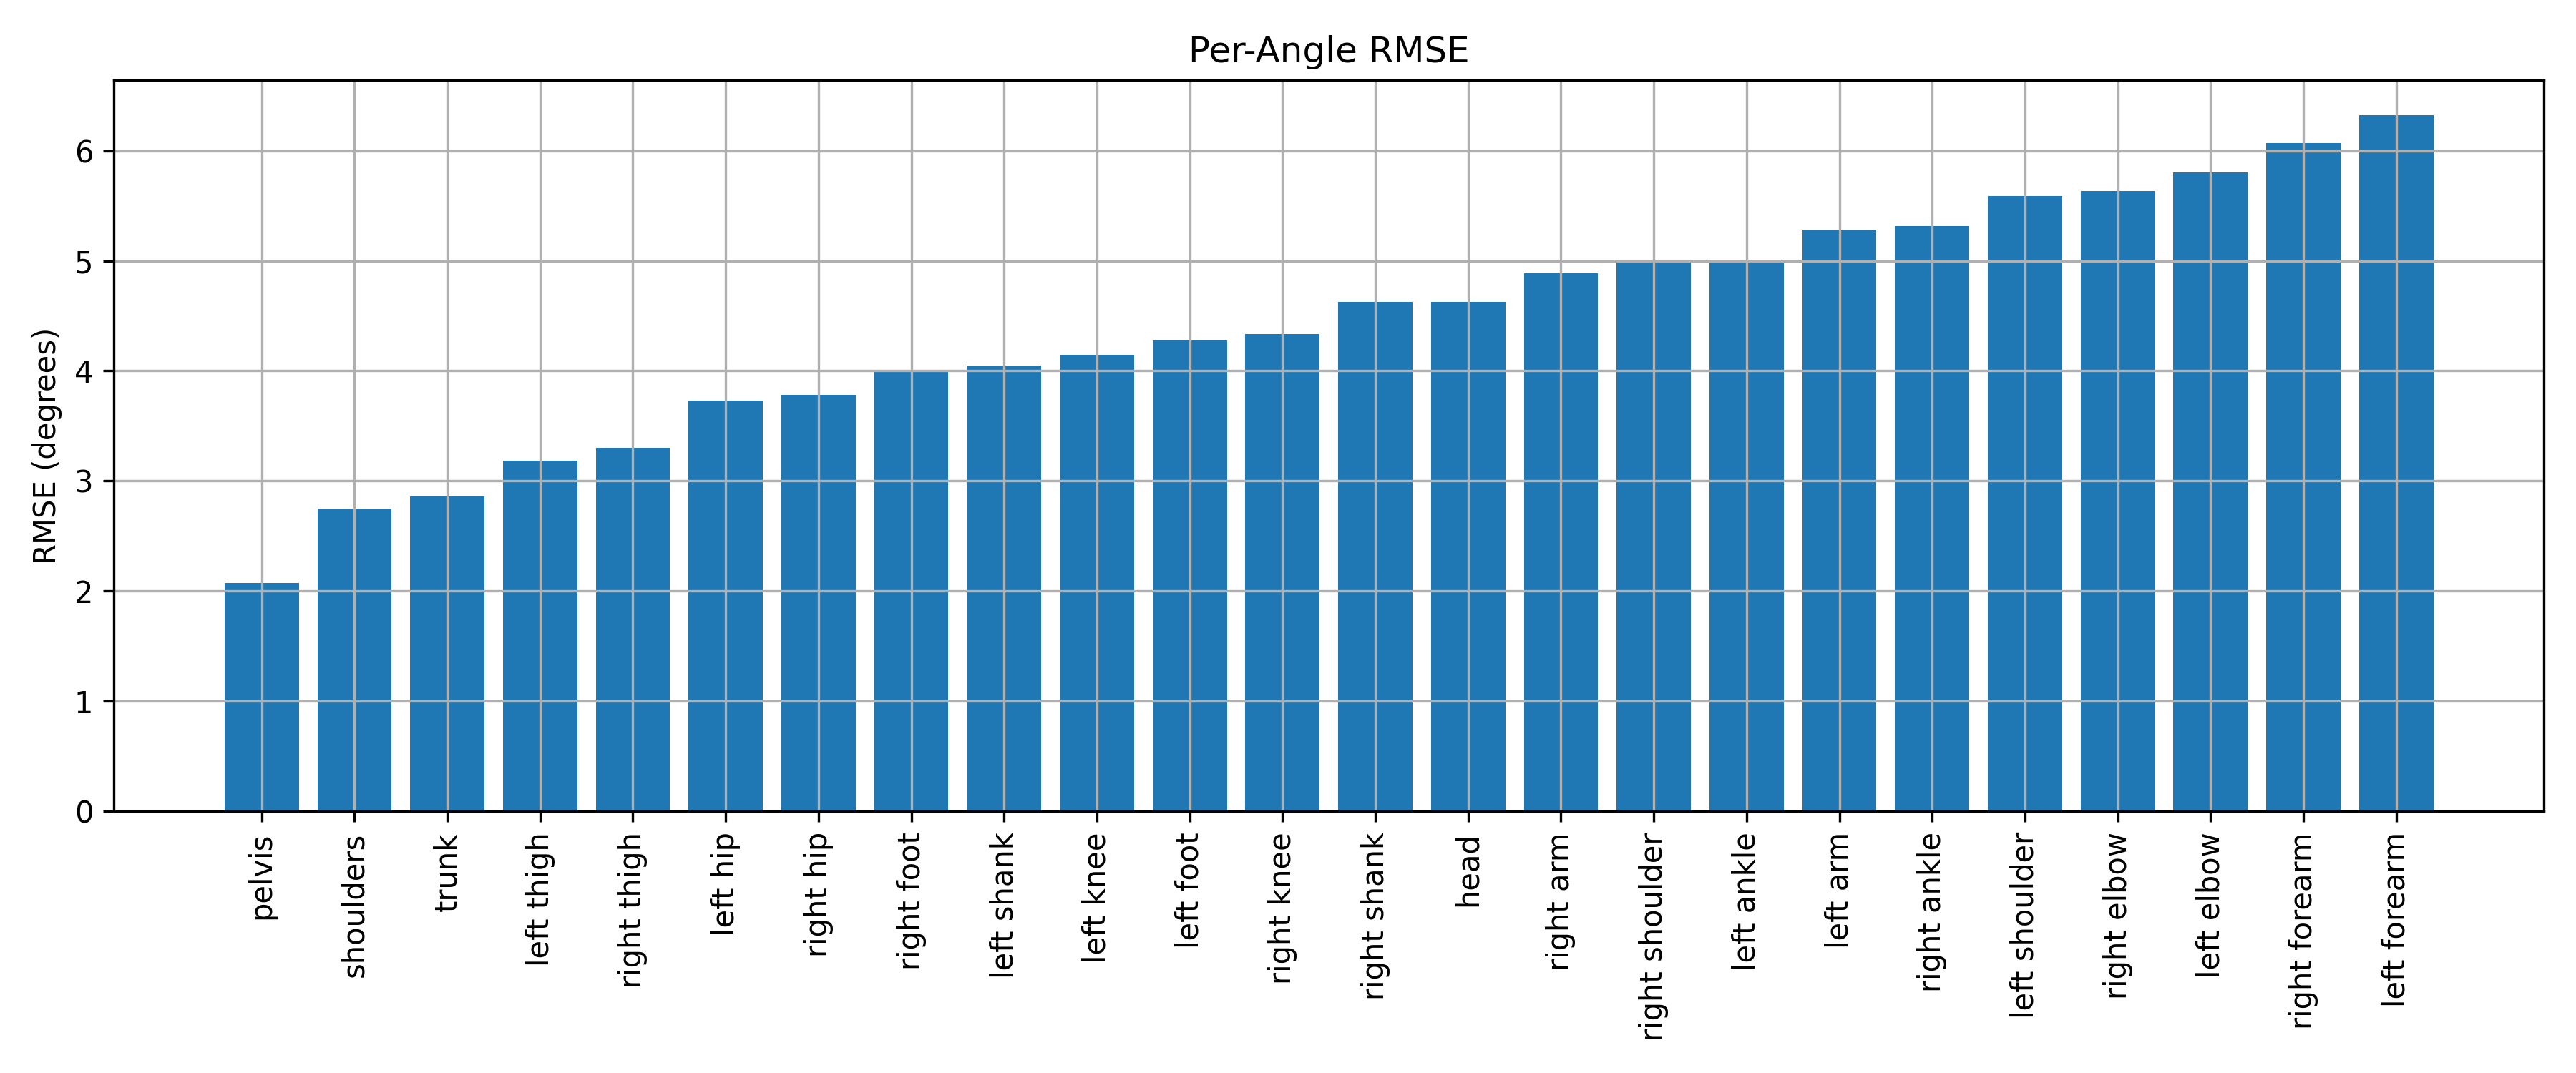 Per-Angle RMSE
RMSE (degrees)
6
5
4
3
2
1
0
pelvis
shoulders
trunk
left thigh
right thigh
left hip
right hip
right foot
left shank
left knee
left foot
right knee
right shank
head
right arm
right shoulder
left ankle
left arm
right ankle
left shoulder
right elbow
left elbow
right forearm
left forearm